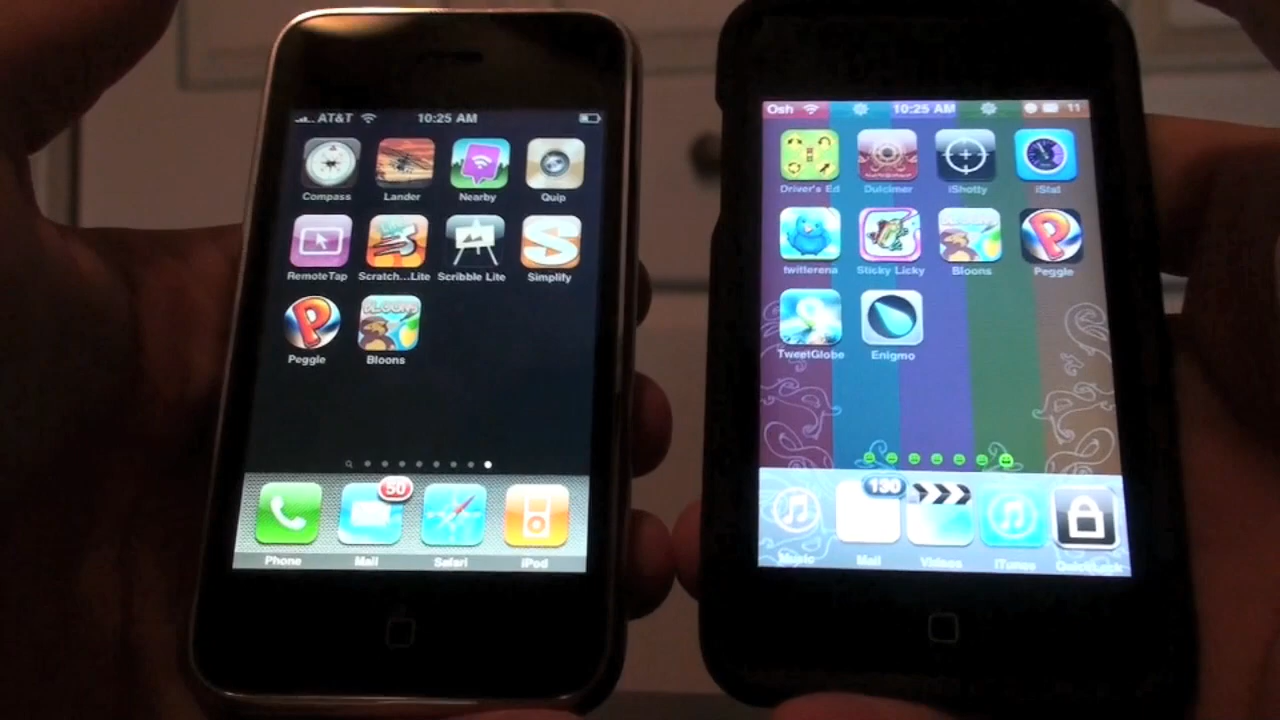 AT&T 10:25 AM
Compass Lander Nearby Quip
RemoteTap Scratch...Lite Scribble Lite Simplify
Peggle Bloons
50
Phone Mail Safari iPod
Osh 10:25 AM 11
Driver's Ed Dulcimer iShotty iStat
twitterena Sticky Licky Bloons Peggle
TweetGlobe Enigmo
130
Music Mail Videos iTunes